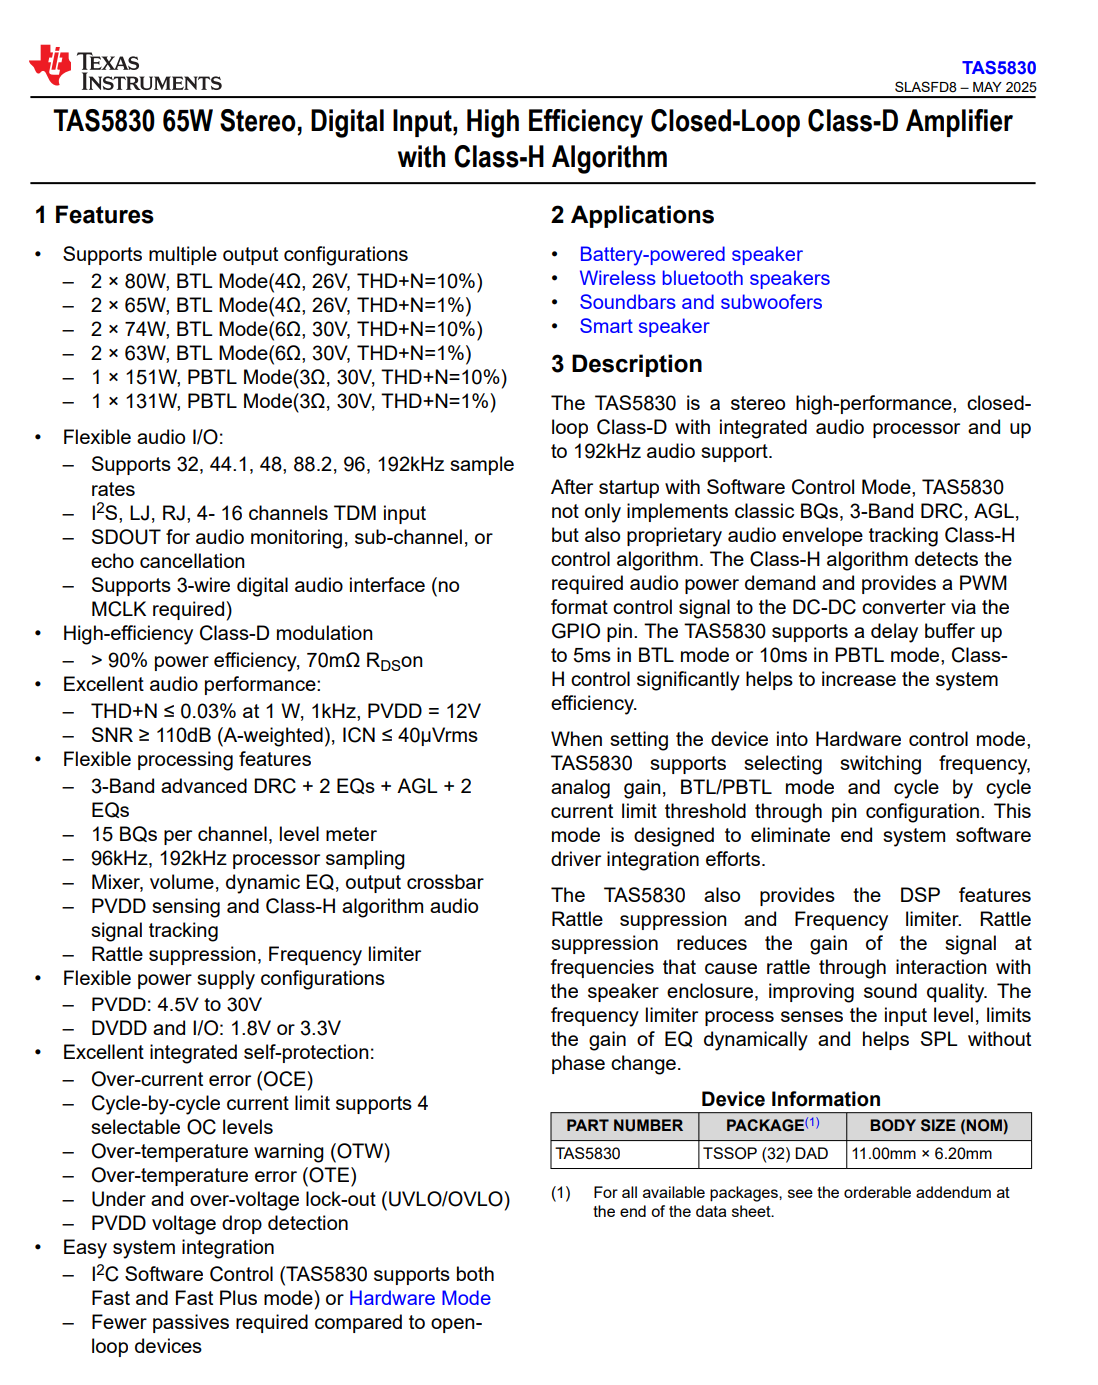 TEXAS
INSTRUMENTS
TAS5830
SLASFD8 – MAY 2025
TAS5830 65W Stereo, Digital Input, High Efficiency Closed-Loop Class-D Amplifier
with Class-H Algorithm
1 Features
• Supports multiple output configurations
– 2 × 80W, BTL Mode(4Ω, 26V, THD+N=10%)
– 2 × 65W, BTL Mode(4Ω, 26V, THD+N=1%)
– 2 × 74W, BTL Mode(6Ω, 30V, THD+N=10%)
– 2 × 63W, BTL Mode(6Ω, 30V, THD+N=1%)
– 1 × 151W, PBTL Mode(3Ω, 30V, THD+N=10%)
– 1 × 131W, PBTL Mode(3Ω, 30V, THD+N=1%)
• Flexible audio I/O:
– Supports 32, 44.1, 48, 88.2, 96, 192kHz sample
rates
– I2S, LJ, RJ, 4- 16 channels TDM input
– SDOUT for audio monitoring, sub-channel, or
echo cancellation
– Supports 3-wire digital audio interface (no
MCLK required)
• High-efficiency Class-D modulation
– > 90% power efficiency, 70mΩ RDSon
• Excellent audio performance:
– THD+N ≤ 0.03% at 1 W, 1kHz, PVDD = 12V
– SNR ≥ 110dB (A-weighted), ICN ≤ 40µVrms
• Flexible processing features
– 3-Band advanced DRC + 2 EQs + AGL + 2
EQs
– 15 BQs per channel, level meter
– 96kHz, 192kHz processor sampling
– Mixer, volume, dynamic EQ, output crossbar
– PVDD sensing and Class-H algorithm audio
signal tracking
– Rattle suppression, Frequency limiter
• Flexible power supply configurations
– PVDD: 4.5V to 30V
– DVDD and I/O: 1.8V or 3.3V
• Excellent integrated self-protection:
– Over-current error (OCE)
– Cycle-by-cycle current limit supports 4
selectable OC levels
– Over-temperature warning (OTW)
– Over-temperature error (OTE)
– Under and over-voltage lock-out (UVLO/OVLO)
– PVDD voltage drop detection
• Easy system integration
– I2C Software Control (TAS5830 supports both
Fast and Fast Plus mode) or Hardware Mode
– Fewer passives required compared to open-
loop devices
2 Applications
• Battery-powered speaker
• Wireless bluetooth speakers
• Soundbars and subwoofers
• Smart speaker
3 Description
The TAS5830 is a stereo high-performance, closed-
loop Class-D with integrated audio processor and up
to 192kHz audio support.
After startup with Software Control Mode, TAS5830
not only implements classic BQs, 3-Band DRC, AGL,
but also proprietary audio envelope tracking Class-H
control algorithm. The Class-H algorithm detects the
required audio power demand and provides a PWM
format control signal to the DC-DC converter via the
GPIO pin. The TAS5830 supports a delay buffer up
to 5ms in BTL mode or 10ms in PBTL mode, Class-
H control significantly helps to increase the system
efficiency.
When setting the device into Hardware control mode,
TAS5830 supports selecting switching frequency,
analog gain, BTL/PBTL mode and cycle by cycle
current limit threshold through pin configuration. This
mode is designed to eliminate end system software
driver integration efforts.
The TAS5830 also provides the DSP features
Rattle suppression and Frequency limiter. Rattle
suppression reduces the gain of the signal at
frequencies that cause rattle through interaction with
the speaker enclosure, improving sound quality. The
frequency limiter process senses the input level, limits
the gain of EQ dynamically and helps SPL without
phase change.
Device Information
PART NUMBER PACKAGE(1) BODY SIZE (NOM)
TAS5830 TSSOP (32) DAD 11.00mm × 6.20mm
(1) For all available packages, see the orderable addendum at
the end of the data sheet.